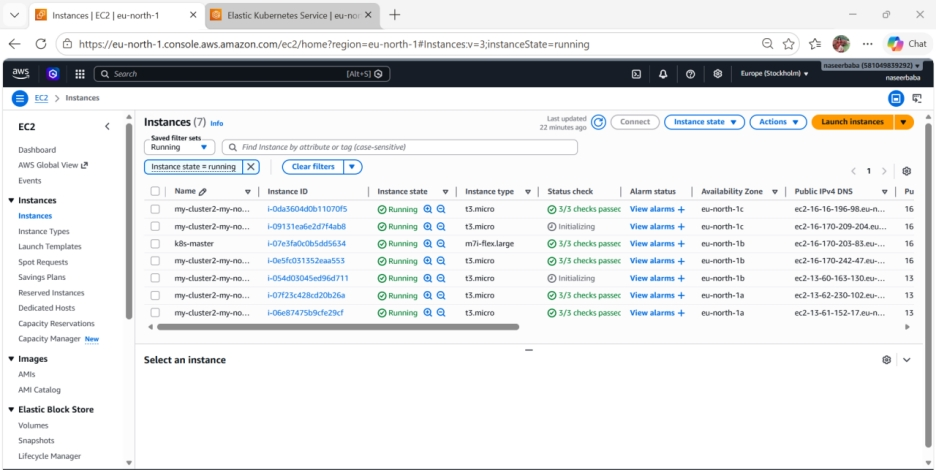 Instances | EC2 | eu-north-1
Elastic Kubernetes Service | eu-nor
https://eu-north-1.console.aws.amazon.com/ec2/home?region=eu-north-1#Instances:v=3;instanceState=running
Chat
aws
Search
[Alt+S]
Europe (Stockholm)
naseerbaba (581049839292)
naseerbaba
EC2 > Instances
EC2
Dashboard
AWS Global View
Events
Instances
Instances
Instance Types
Launch Templates
Spot Requests
Savings Plans
Reserved Instances
Dedicated Hosts
Capacity Reservations
Capacity Manager New
Images
AMIs
AMI Catalog
Elastic Block Store
Volumes
Snapshots
Lifecycle Manager
Instances (7) Info
Last updated
22 minutes ago
Connect
Instance state
Actions
Launch instances
Saved filter sets
Running
Find Instance by attribute or tag (case-sensitive)
Instance state = running
Clear filters
1
Name Instance ID Instance state Instance type Status check Alarm status Availability Zone Public IPv4 DNS Pu
my-cluster2-my-no... i-0da3604d0b11070f5 Running t3.micro 3/3 checks passed View alarms + eu-north-1c ec2-16-16-196-98.eu-n... 16
my-cluster2-my-no... i-09131ea6e2d7f4ab8 Running t3.micro Initializing View alarms + eu-north-1c ec2-16-170-209-204.eu... 16
k8s-master i-07e3fa0c0b5dd5634 Running m7i-flex.large 3/3 checks passed View alarms + eu-north-1b ec2-16-170-203-83.eu-... 16
my-cluster2-my-no... i-0e5fc031352eaa553 Running t3.micro 3/3 checks passed View alarms + eu-north-1b ec2-16-170-242-47.eu-... 16
my-cluster2-my-no... i-054d03045ed96d711 Running t3.micro Initializing View alarms + eu-north-1b ec2-13-60-163-130.eu-... 13
my-cluster2-my-no... i-07f23c428cd20b26a Running t3.micro 3/3 checks passed View alarms + eu-north-1a ec2-13-62-230-102.eu-... 13
my-cluster2-my-no... i-06e87475b9cfe29cf Running t3.micro 3/3 checks passed View alarms + eu-north-1a ec2-13-61-152-17.eu-n... 13
Select an instance